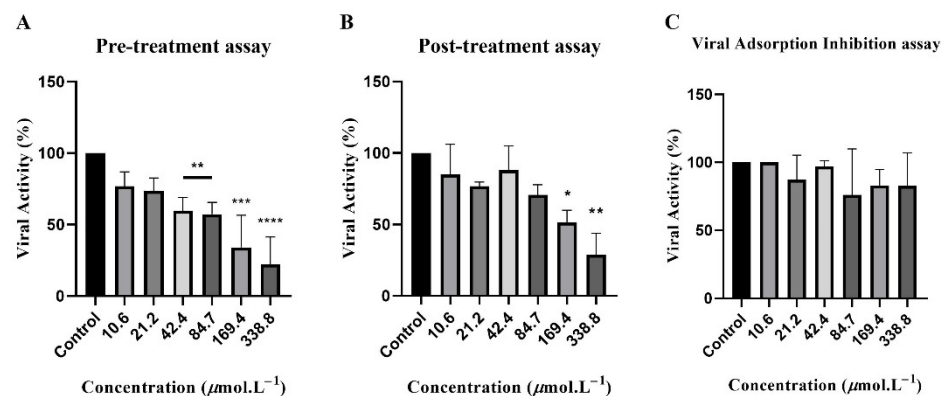 A
Pre-treatment assay
150
100
50
0
Viral Activity (%)
**
***
****
Control
10.6
21.2
42.4
84.7
169.4
338.8
Concentration (µmol.L⁻¹)
B
Post-treatment assay
150
100
50
0
Viral Activity (%)
*
**
Control
10.6
21.2
42.4
84.7
169.4
338.8
Concentration (µmol.L⁻¹)
C
Viral Adsorption Inhibition assay
150
100
50
0
Viral Activity (%)
Control
10.6
21.2
42.4
84.7
169.4
338.8
Concentration (µmol.L⁻¹)